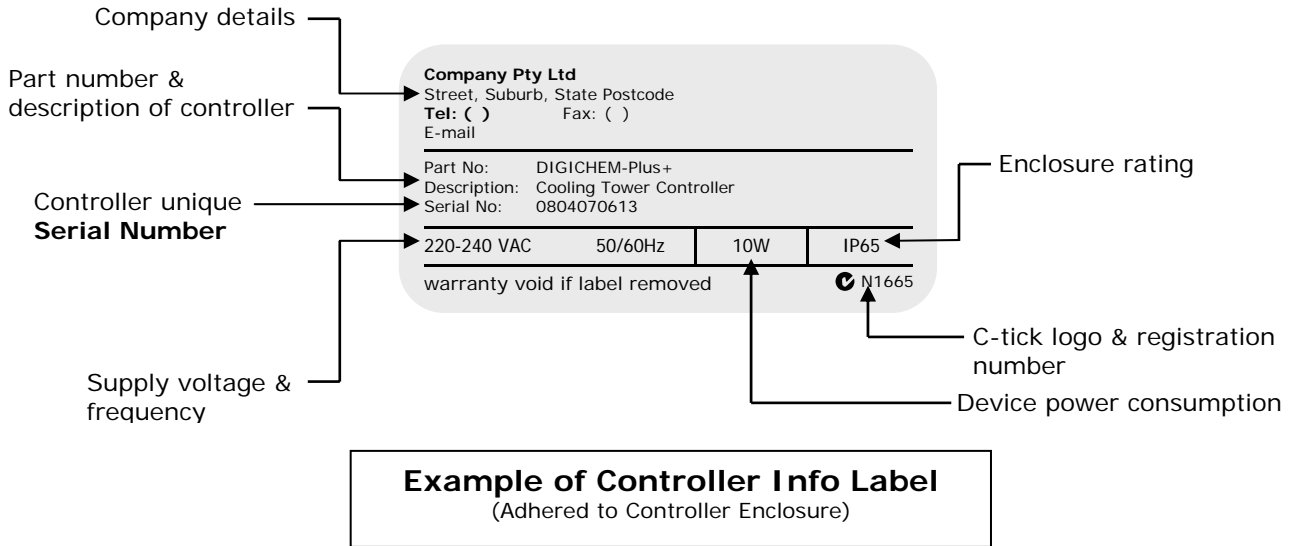 Company details
Part number &
description of controller
Controller unique
Serial Number
Supply voltage &
frequency
Company Pty Ltd
Street, Suburb, State Postcode
Tel: ( ) Fax: ( )
E-mail
Part No: DIGICHEM-Plus+
Description: Cooling Tower Controller
Serial No: 0804070613
220-240 VAC 50/60Hz 10W IP65
warranty void if label removed N1665
Enclosure rating
C-tick logo & registration
number
Device power consumption
Example of Controller Info Label
(Adhered to Controller Enclosure)